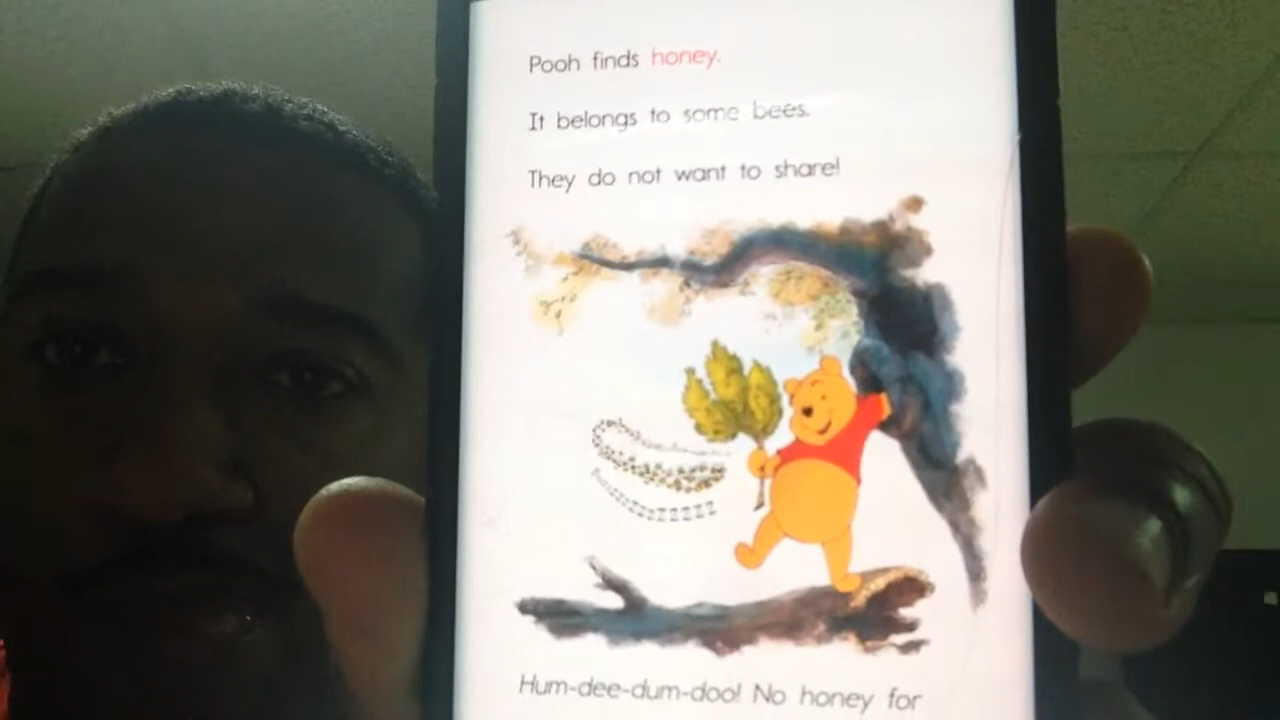 Pooh finds honey.
It belongs to some bees.
They do not want to share!
Hum-dee-dum-doo! No honey for